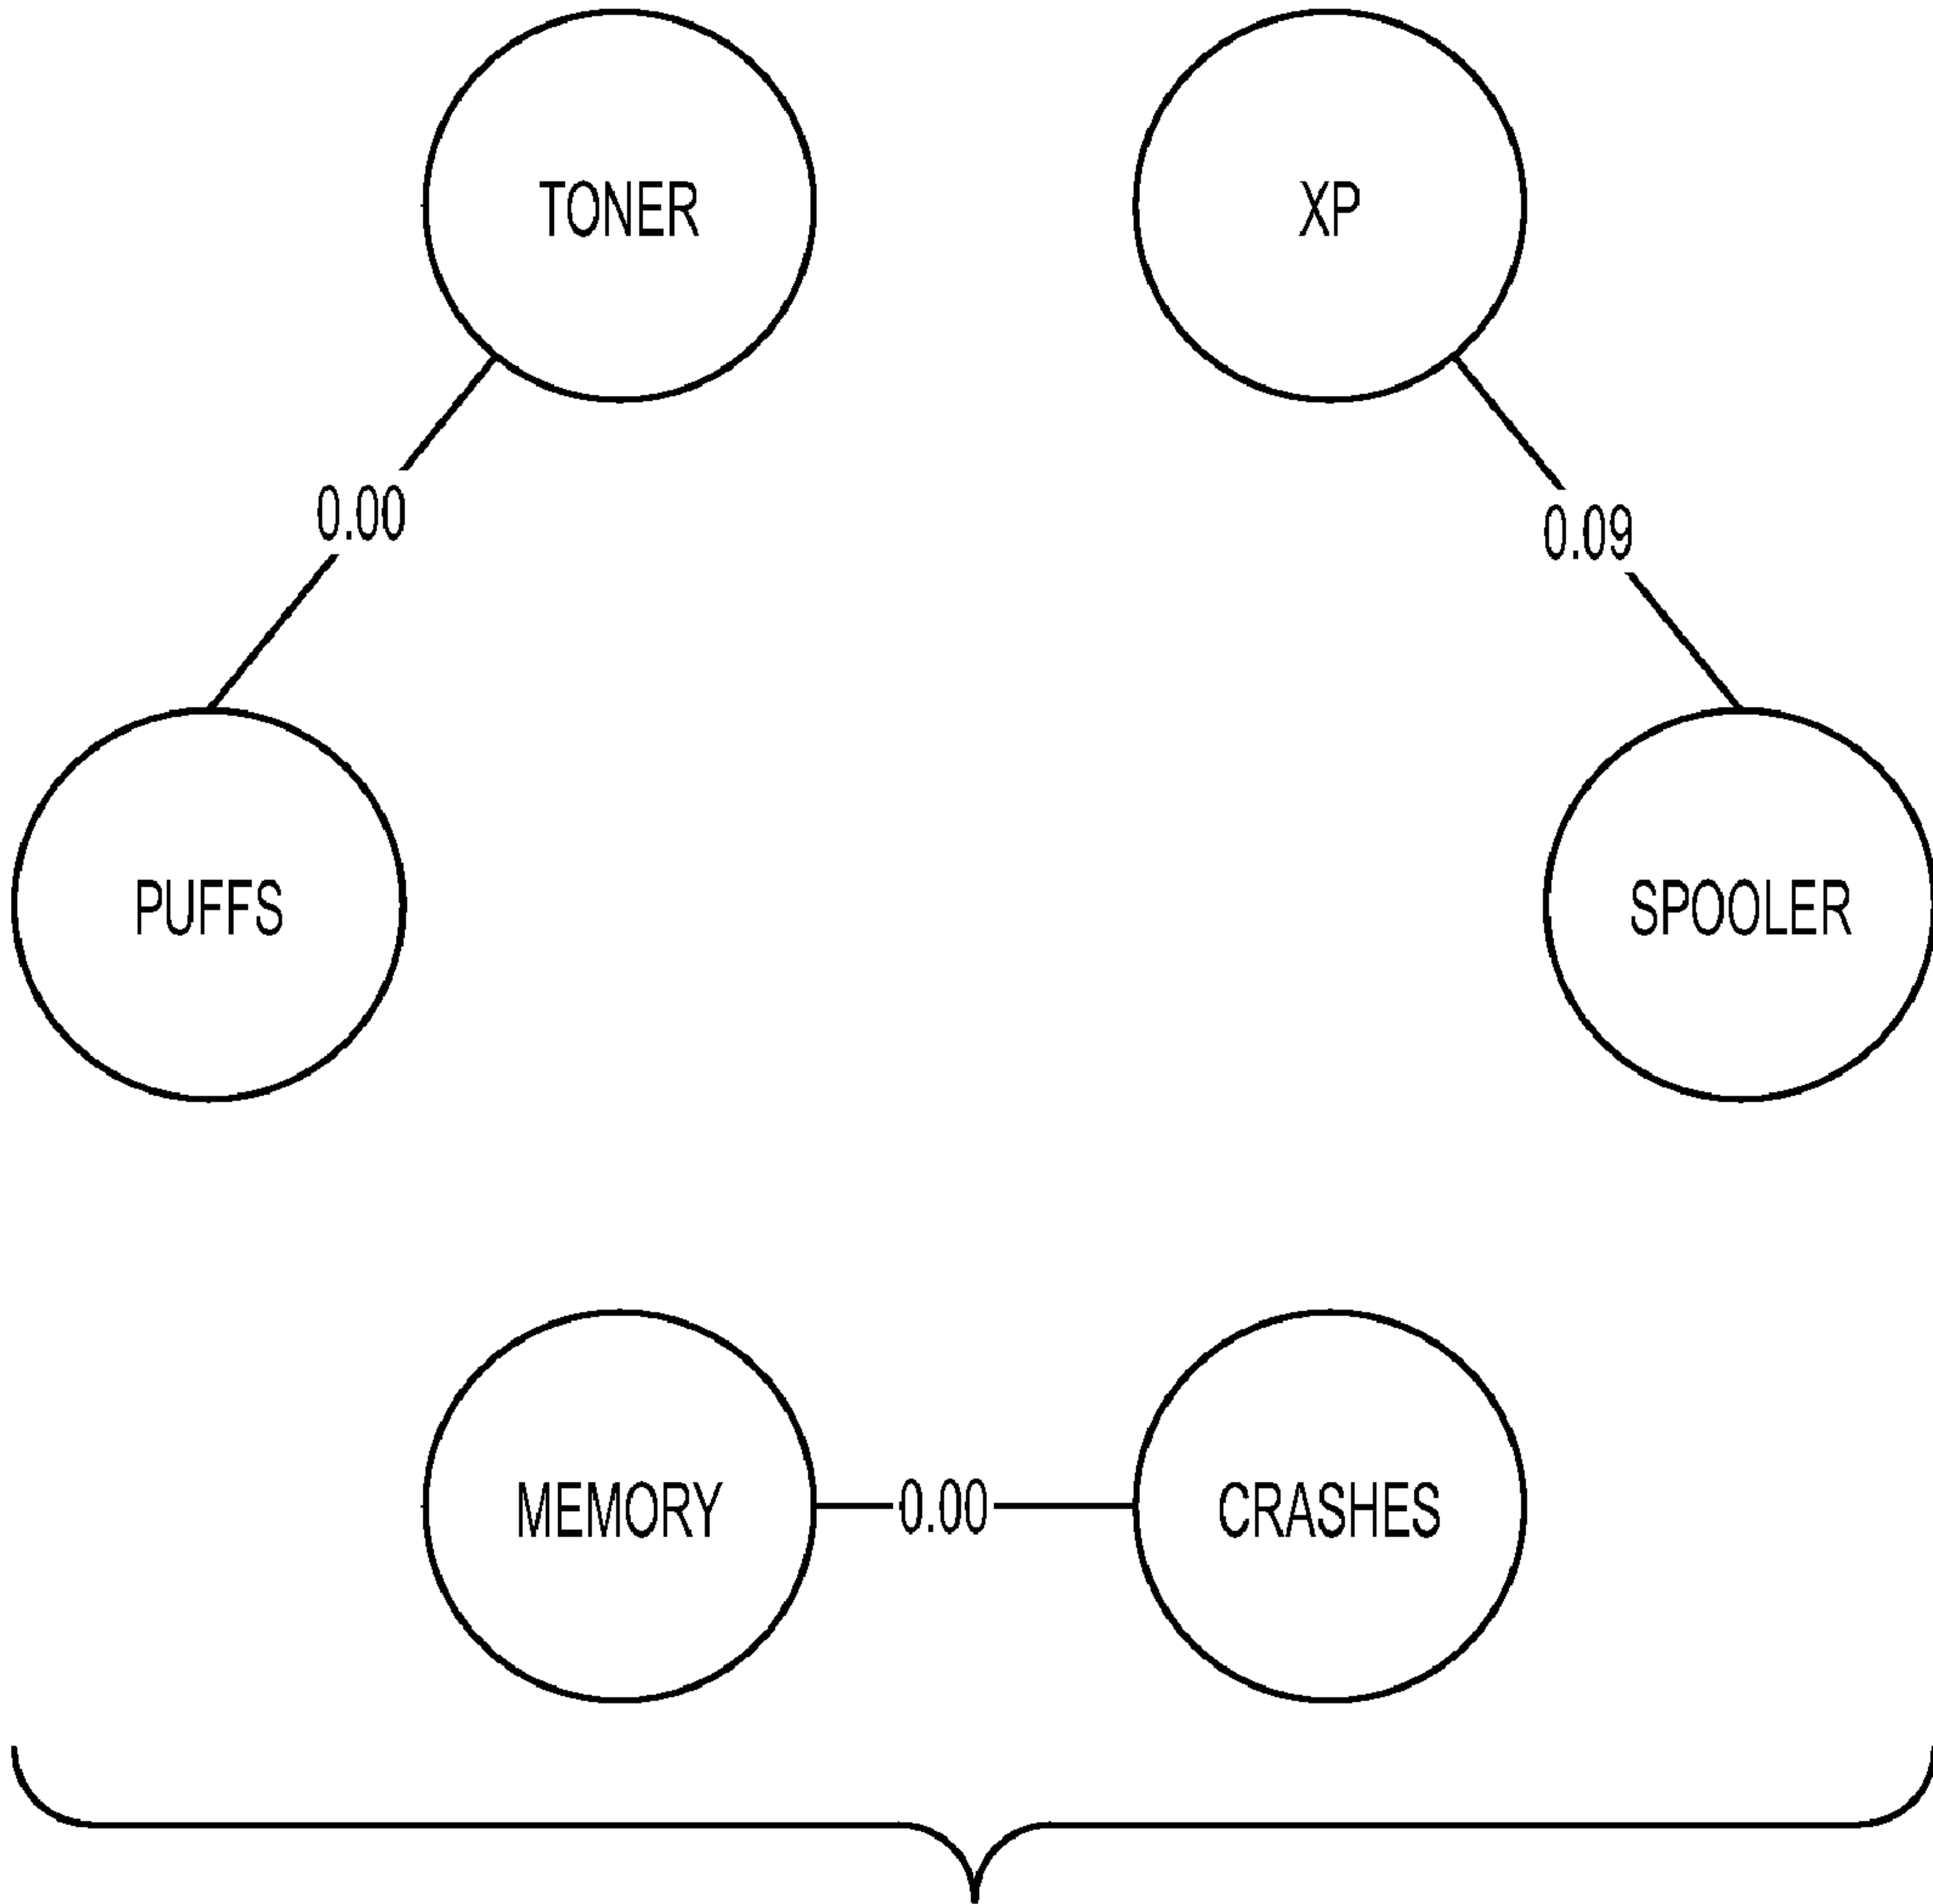 TONER
XP
0.00
0.09
PUFFS
SPOOLER
MEMORY
0.00
CRASHES